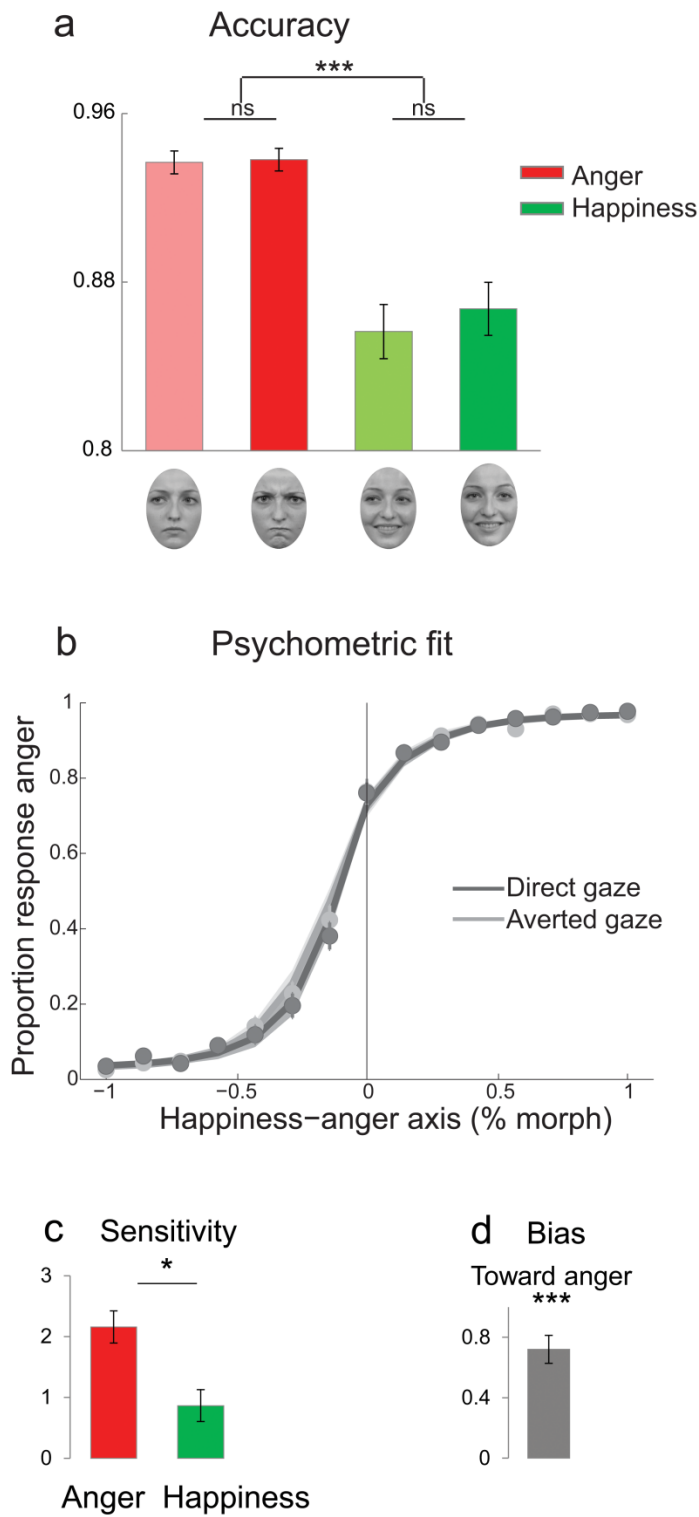 a Accuracy
***
ns ns
0.96
Anger
Happiness
0.88
0.8
b Psychometric fit
Proportion response anger
1
0.8
0.6
0.4
0.2
0
Direct gaze
Averted gaze
−1 −0.5 0 0.5 1
Happiness−anger axis (% morph)
c Sensitivity
*
3
2
1
0
Anger Happiness
d Bias
Toward anger
***
0.8
0.4
0